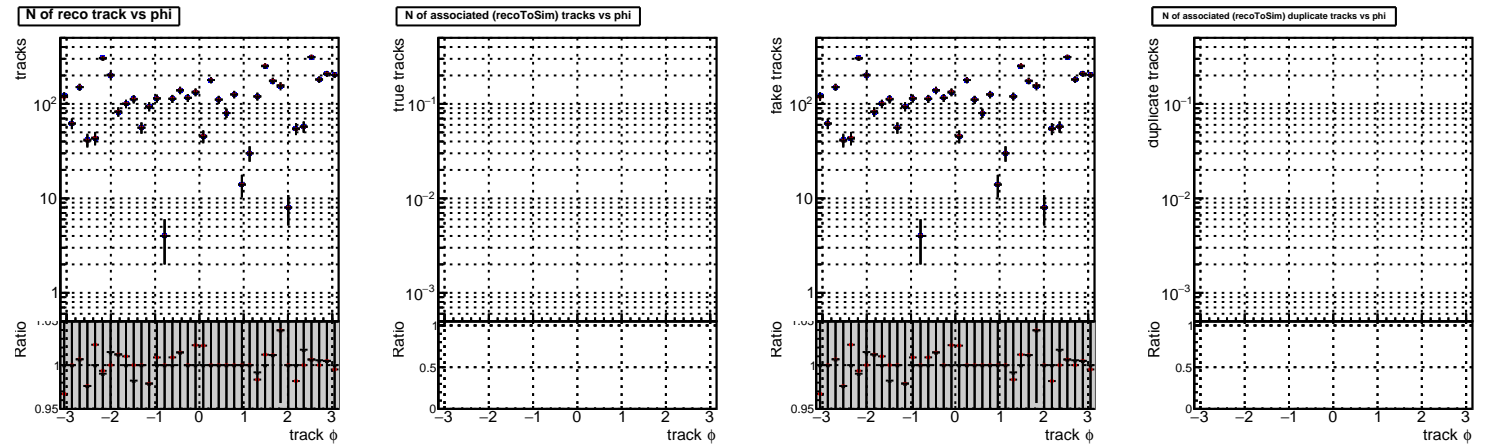 N of reco track vs phi
tracks
10²
10
1
Ratio
1.05
1
0.95
−3 −2 −1 0 1 2 3
track ϕ
N of associated (recoToSim) tracks vs phi
true tracks
10⁻¹
10⁻²
10⁻³
Ratio
1
0.5
0
−3 −2 −1 0 1 2 3
track ϕ
fake tracks
10²
10
1
Ratio
1.05
1
0.95
−3 −2 −1 0 1 2 3
track ϕ
N of associated (recoToSim) duplicate tracks vs phi
duplicate tracks
10⁻¹
10⁻²
10⁻³
Ratio
1
0.5
0
−3 −2 −1 0 1 2 3
track ϕ